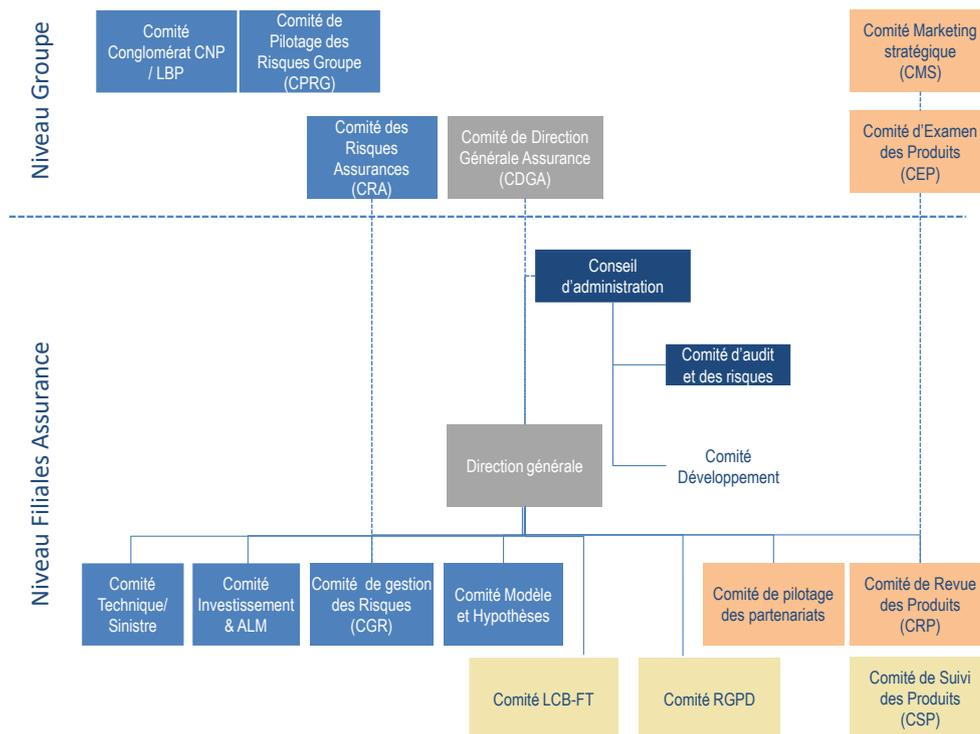 Niveau Groupe
Comité
Conglomérat CNP
/ LBP
Comité de
Pilotage des
Risques Groupe
(CPRG)
Comité Marketing
stratégique
(CMS)
Comité des
Risques
Assurances
(CRA)
Comité de Direction
Générale Assurance
(CDGA)
Comité d'Examen
des Produits
(CEP)
Niveau Filiales Assurance
Conseil
d'administration
Comité d'audit
et des risques
Direction générale
Comité
Développement
Comité
Technique/
Sinistre
Comité
Investissement
& ALM
Comité de gestion
des Risques
(CGR)
Comité Modèle
et Hypothèses
Comité de pilotage
des partenariats
Comité de Revue
des Produits
(CRP)
Comité LCB-FT
Comité RGPD
Comité de Suivi
des Produits
(CSP)